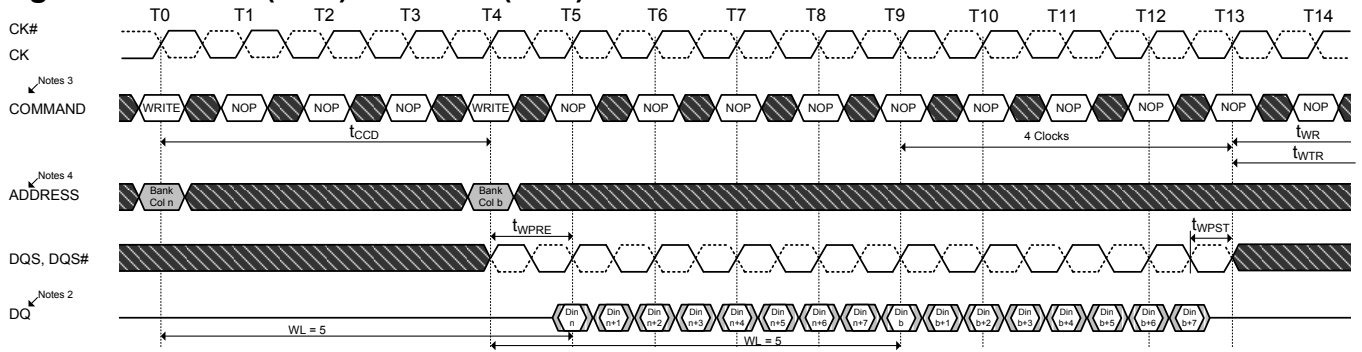 T0 T1 T2 T3 T4 T5 T6 T7 T8 T9 T10 T11 T12 T13 T14
CK#
CK
Notes 3
COMMAND WRITE NOP NOP NOP WRITE NOP NOP NOP NOP NOP NOP NOP NOP NOP NOP
tCCD 4 Clocks tWR
tWTR
Notes 4
ADDRESS Bank Col n Bank Col b
tWPRE tWPST
DQS, DQS#
Notes 2
DQ Din n Din n+1 Din n+2 Din n+3 Din n+4 Din n+5 Din n+6 Din n+7 Din b Din b+1 Din b+2 Din b+3 Din b+4 Din b+5 Din b+6 Din b+7
WL = 5 WL = 5